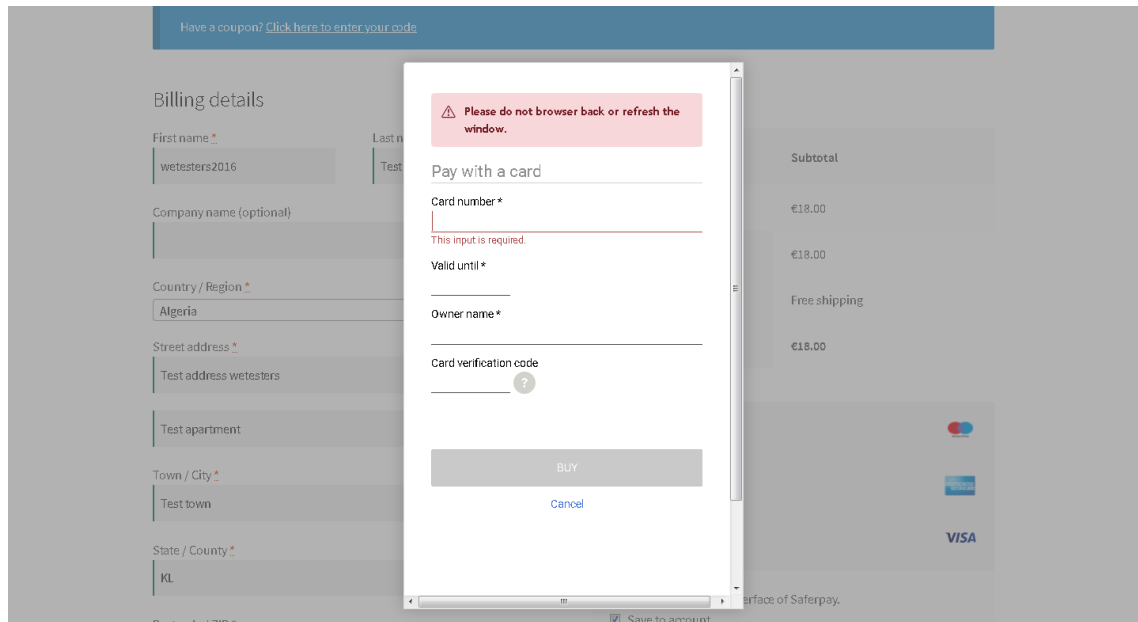 Have a coupon? Click here to enter your code
Billing details
First name *
Last n
wetesters2016
Test
Company name (optional)
Country / Region *
Algeria
Street address *
Test address wetesters
Test apartment
Town / City *
Test town
State / County *
KL
Please do not browser back or refresh the
window.
Pay with a card
Card number *
This input is required.
Valid until *
Owner name *
Card verification code
?
BUY
Cancel
Subtotal
€18.00
€18.00
Free shipping
€18.00
VISA
erface of Saferpay.
Save to account